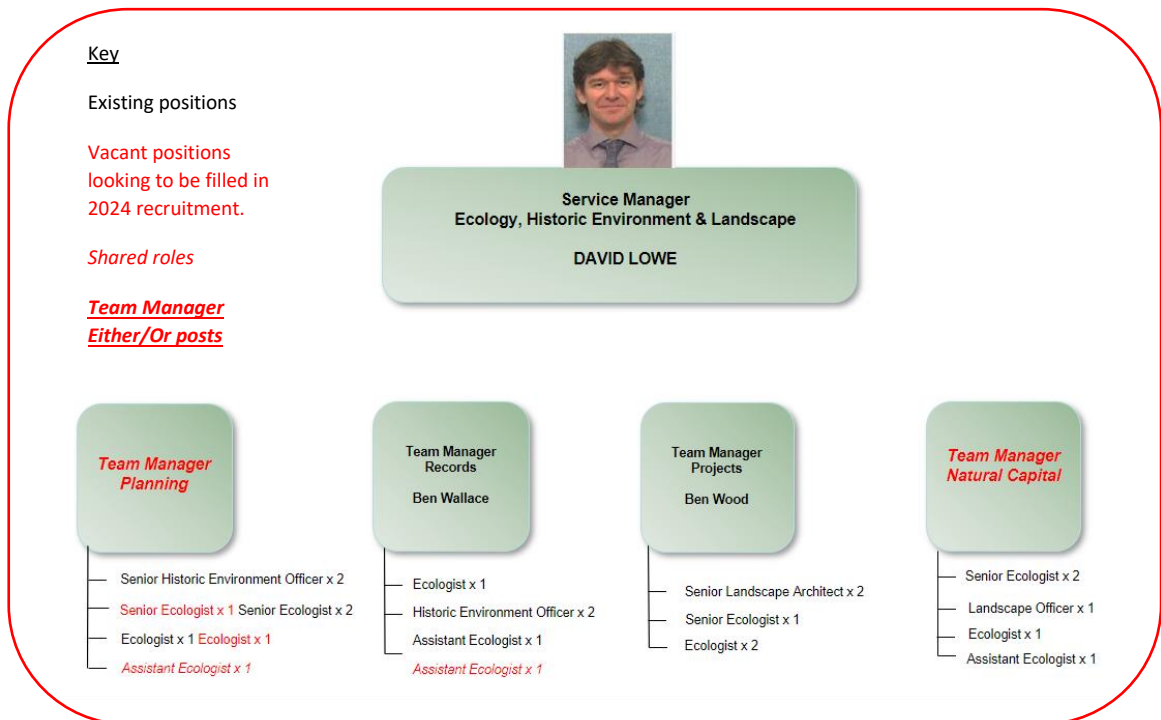 Key
Existing positions
Vacant positions
looking to be filled in
2024 recruitment.
Shared roles
Team Manager
Either/Or posts
Service Manager
Ecology, Historic Environment & Landscape
DAVID LOWE
Team Manager
Planning
Senior Historic Environment Officer x 2
Senior Ecologist x 1 Senior Ecologist x 2
Ecologist x 1 Ecologist x 1
Assistant Ecologist x 1
Team Manager
Records
Ben Wallace
Ecologist x 1
Historic Environment Officer x 2
Assistant Ecologist x 1
Assistant Ecologist x 1
Team Manager
Projects
Ben Wood
Senior Landscape Architect x 2
Senior Ecologist x 1
Ecologist x 2
Team Manager
Natural Capital
Senior Ecologist x 2
Landscape Officer x 1
Ecologist x 1
Assistant Ecologist x 1